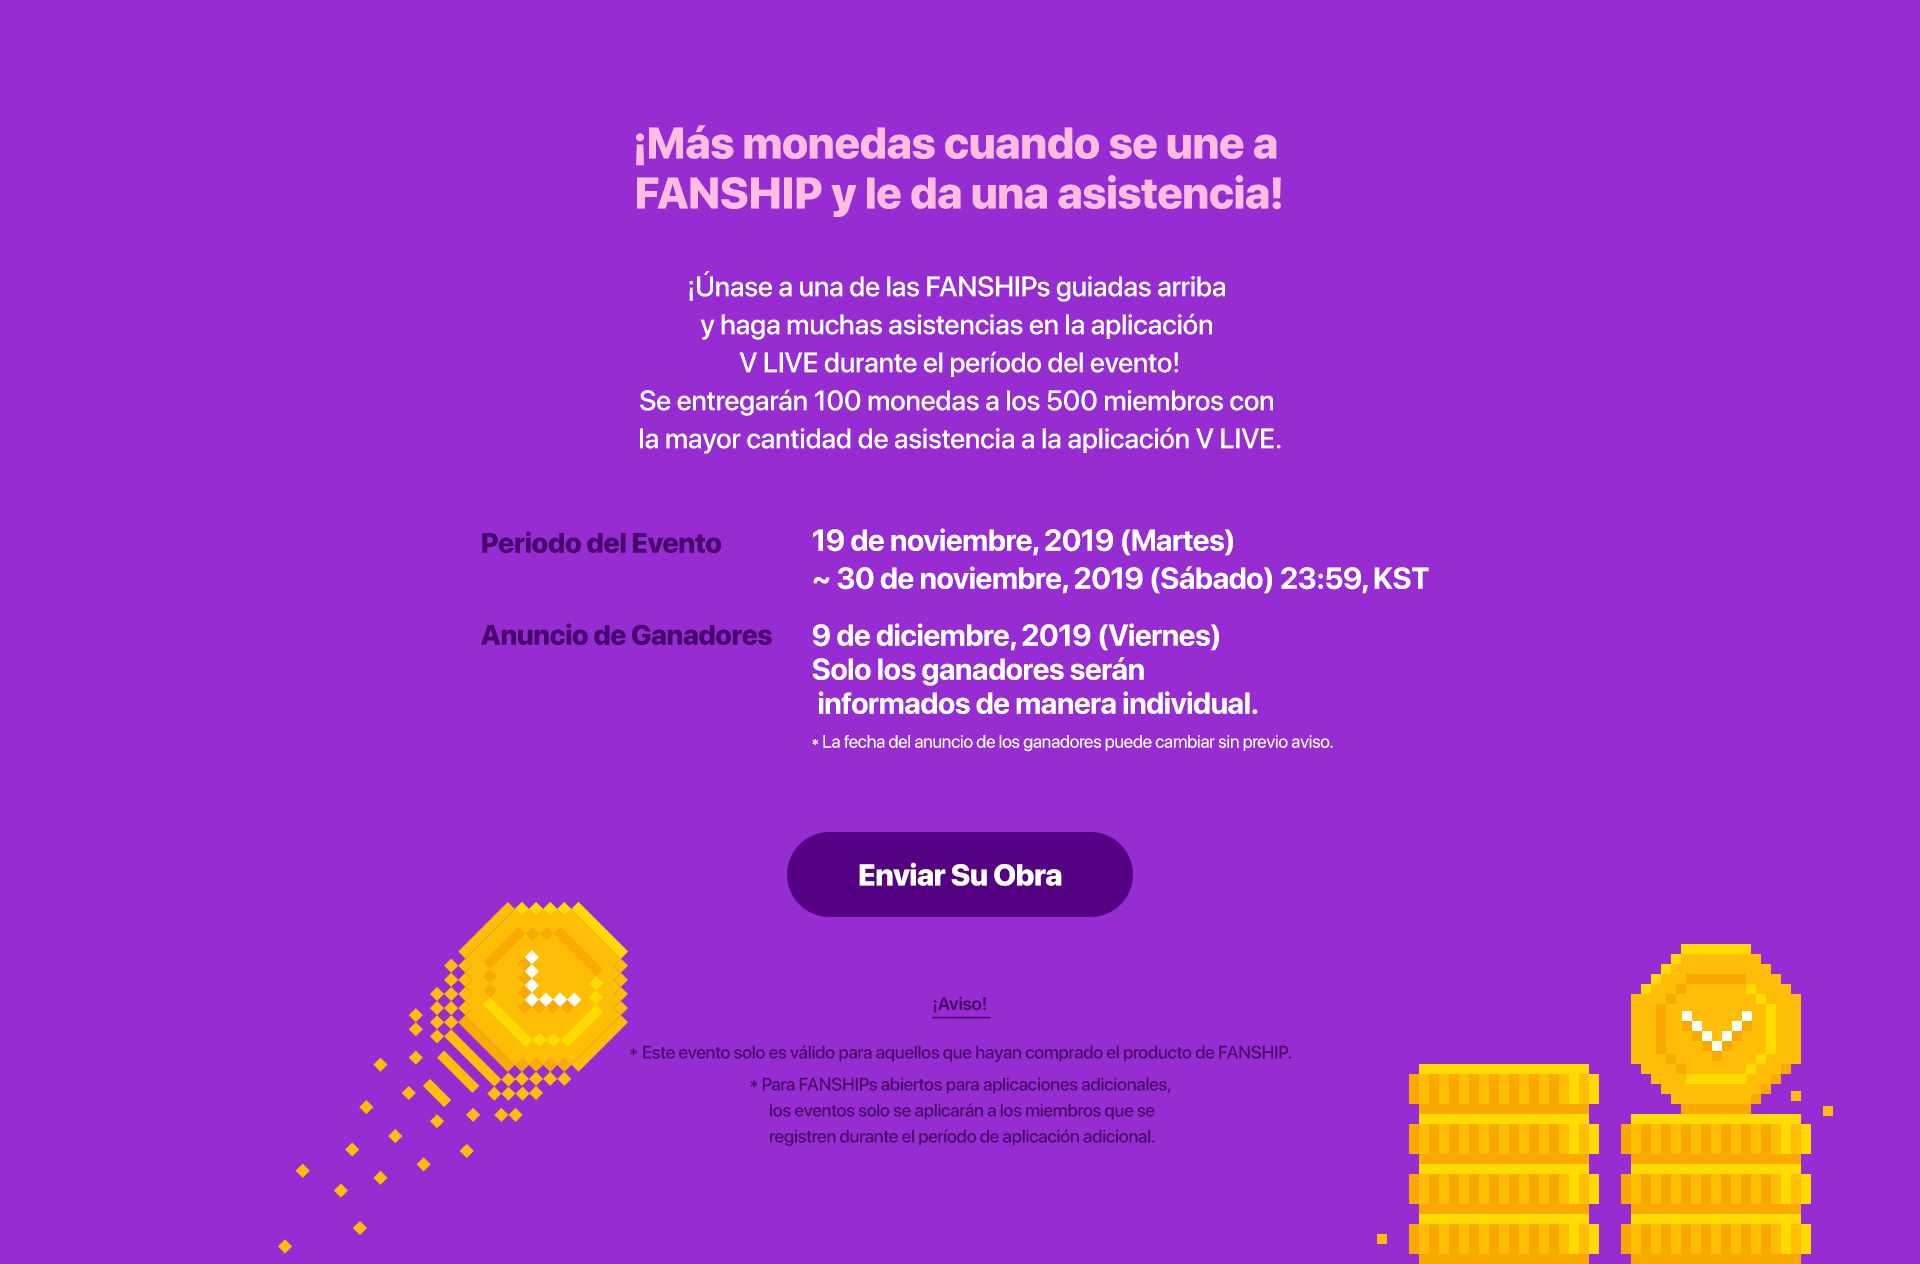 ¡Más monedas cuando se une a
FANSHIP y le da una asistencia!
¡Únase a una de las FANSHIPs guiadas arriba
y haga muchas asistencias en la aplicación
V LIVE durante el período del evento!
Se entregarán 100 monedas a los 500 miembros con
la mayor cantidad de asistencia a la aplicación V LIVE.
Periodo del Evento
19 de noviembre, 2019 (Martes)
~ 30 de noviembre, 2019 (Sábado) 23:59, KST
Anuncio de Ganadores
9 de diciembre, 2019 (Viernes)
Solo los ganadores serán
informados de manera individual.
* La fecha del anuncio de los ganadores puede cambiar sin previo aviso.
Enviar Su Obra
¡Aviso!
* Este evento solo es válido para aquellos que hayan comprado el producto de FANSHIP.
* Para FANSHIPs abiertos para aplicaciones adicionales,
los eventos solo se aplicarán a los miembros que se
registren durante el período de aplicación adicional.